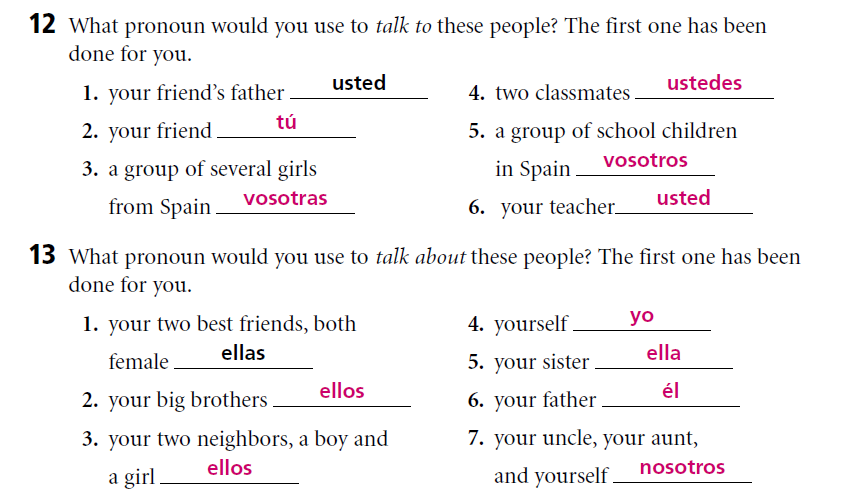 12 What pronoun would you use to talk to these people? The first one has been
done for you.
1. your friend's father usted
2. your friend tú
3. a group of several girls
from Spain vosotras
4. two classmates ustedes
5. a group of school children
in Spain vosotros
6. your teacher usted
13 What pronoun would you use to talk about these people? The first one has been
done for you.
1. your two best friends, both
female ellas
2. your big brothers ellos
3. your two neighbors, a boy and
a girl ellos
4. yourself yo
5. your sister ella
6. your father él
7. your uncle, your aunt,
and yourself nosotros